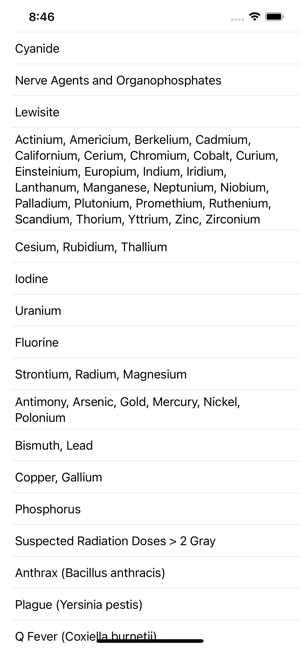 8:46
Cyanide
Nerve Agents and Organophosphates
Lewisite
Actinium, Americium, Berkelium, Cadmium,
Californium, Cerium, Chromium, Cobalt, Curium,
Einsteinium, Europium, Indium, Iridium,
Lanthanum, Manganese, Neptunium, Niobium,
Palladium, Plutonium, Promethium, Ruthenium,
Scandium, Thorium, Yttrium, Zinc, Zirconium
Cesium, Rubidium, Thallium
Iodine
Uranium
Fluorine
Strontium, Radium, Magnesium
Antimony, Arsenic, Gold, Mercury, Nickel,
Polonium
Bismuth, Lead
Copper, Gallium
Phosphorus
Suspected Radiation Doses > 2 Gray
Anthrax (Bacillus anthracis)
Plague (Yersinia pestis)
Q Fever (Coxiella burnetii)